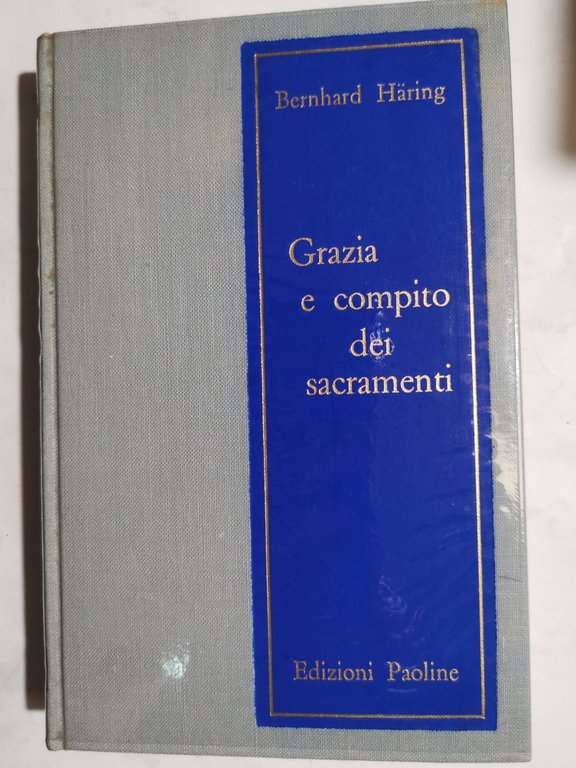 Bernhard Häring
Grazia
e compito
dei
sacramenti
Edizioni Paoline